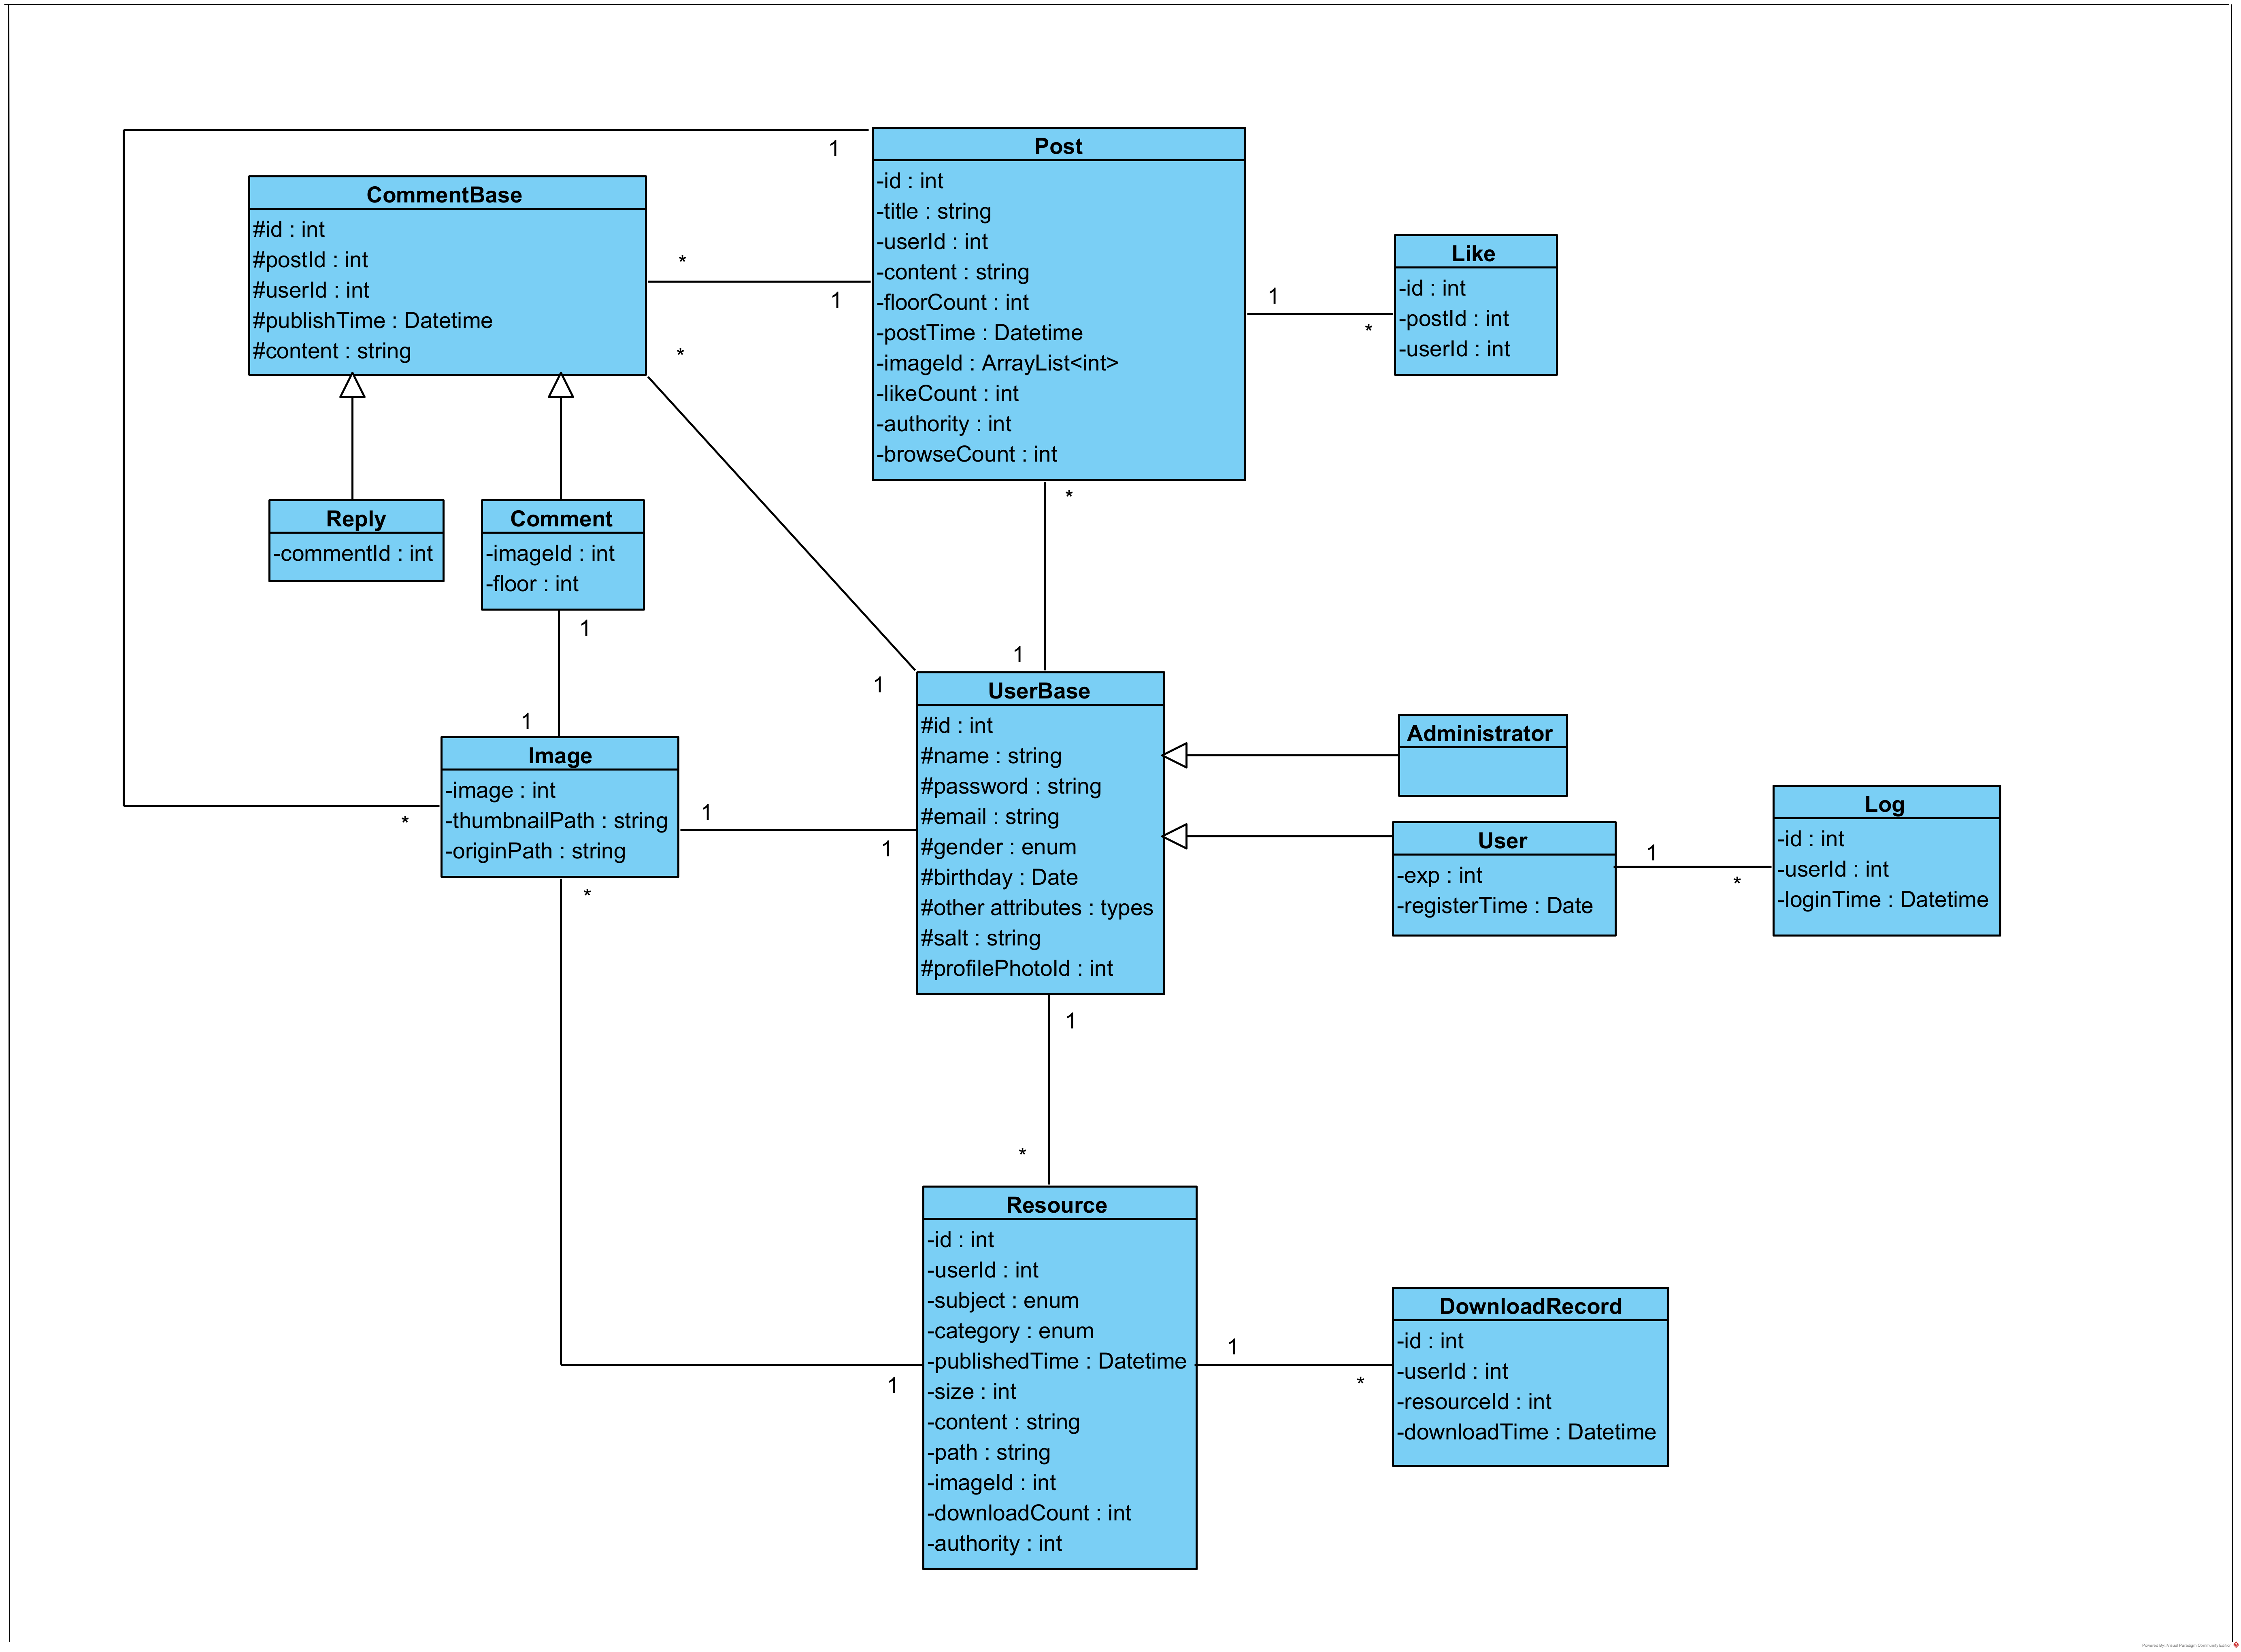 Post
-id : int
-title : string
-userId : int
-content : string
-floorCount : int
-postTime : Datetime
-imageId : ArrayList<int>
-likeCount : int
-authority : int
-browseCount : int
1
CommentBase
#id : int
#postId : int
#userId : int
#publishTime : Datetime
#content : string
*
1
*
1
*
Like
-id : int
-postId : int
-userId : int
Reply
-commentId : int
Comment
-imageId : int
-floor : int
*
1
1
1
1
UserBase
#id : int
#name : string
#password : string
#email : string
#gender : enum
#birthday : Date
#other attributes : types
#salt : string
#profilePhotoId : int
Image
-image : int
-thumbnailPath : string
-originPath : string
*
1
1
*
Administrator
User
-exp : int
-registerTime : Date
1
*
Log
-id : int
-userId : int
-loginTime : Datetime
1
*
Resource
-id : int
-userId : int
-subject : enum
-category : enum
-publishedTime : Datetime
-size : int
-content : string
-path : string
-imageId : int
-downloadCount : int
-authority : int
1
1
*
DownloadRecord
-id : int
-userId : int
-resourceId : int
-downloadTime : Datetime
Powered By: Visual Paradigm Community Edition